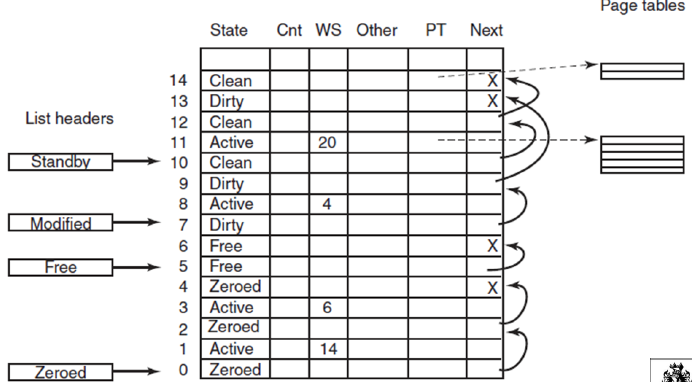 Page tables
State Cnt WS Other PT Next
14 Clean X
13 Dirty X
List headers
12 Clean
11 Active 20
Standby 10 Clean
9 Dirty
8 Active 4
Modified 7 Dirty
6 Free X
Free 5 Free
4 Zeroed X
3 Active 6
2 Zeroed
1 Active 14
Zeroed 0 Zeroed